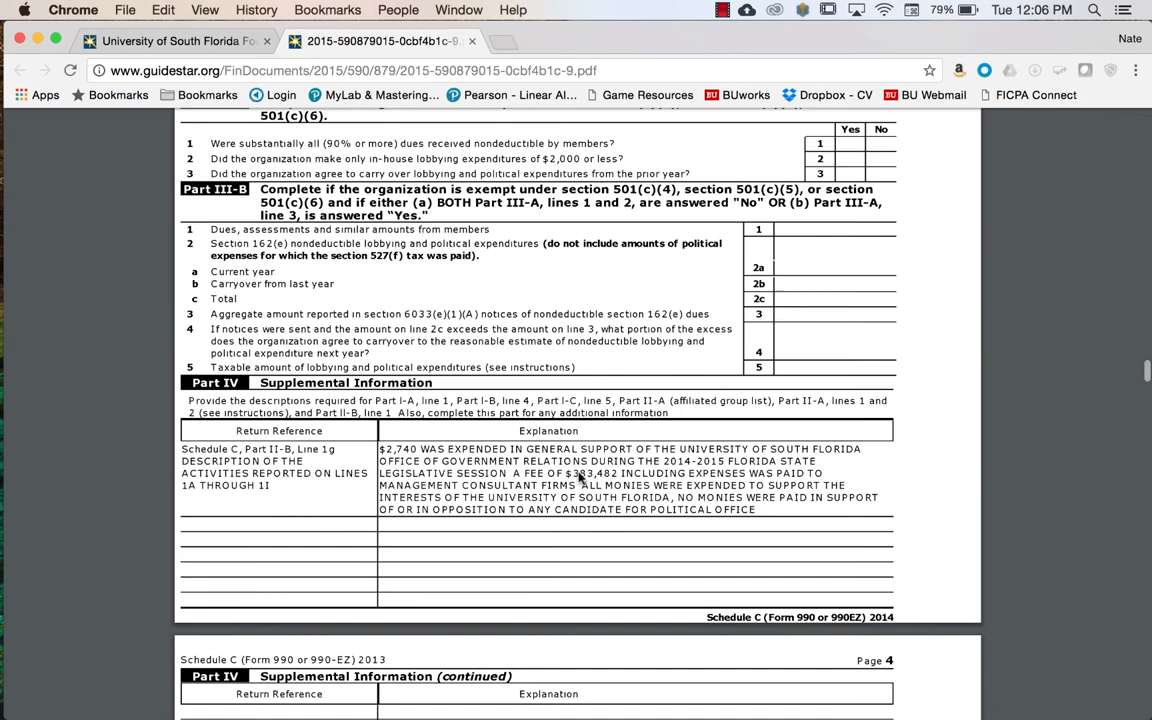 Chrome File Edit View History Bookmarks People Window Help 79% Tue 12:06 PM
University of South Florida Fo 2015-590879015-0cbf4b1c-9. Nate
www.guidestar.org/FinDocuments/2015/590/879/2015-590879015-0cbf4b1c-9.pdf
Apps Bookmarks Bookmarks Login MyLab & Mastering... Pearson - Linear Al... Game Resources BUworks Dropbox - CV BU Webmail FICPA Connect
501(c)(6).
Yes No
1 Were substantially all (90% or more) dues received nondeductible by members? 1
2 Did the organization make only in-house lobbying expenditures of $2,000 or less? 2
3 Did the organization agree to carry over lobbying and political expenditures from the prior year? 3
Part III-B Complete if the organization is exempt under section 501(c)(4), section 501(c)(5), or section
501(c)(6) and if either (a) BOTH Part III-A, lines 1 and 2, are answered "No" OR (b) Part III-A,
line 3, is answered “Yes."
1 Dues, assessments and similar amounts from members 1
2 Section 162(e) nondeductible lobbying and political expenditures (do not include amounts of political
expenses for which the section 527(f) tax was paid).
a Current year 2a
b Carryover from last year 2b
c Total 2c
3 Aggregate amount reported in section 6033(e)(1)(A) notices of nondeductible section 162(e) dues 3
4 If notices were sent and the amount on line 2c exceeds the amount on line 3, what portion of the excess
does the organization agree to carryover to the reasonable estimate of nondeductible lobbying and
political expenditure next year? 4
5 Taxable amount of lobbying and political expenditures (see instructions) 5
Part IV Supplemental Information
Provide the descriptions required for Part I-A, line 1, Part I-B, line 4, Part I-C, line 5, Part II-A (affiliated group list), Part II-A, lines 1 and
2 (see instructions), and Part II-B, line 1 Also, complete this part for any additional information
Return Reference Explanation
Schedule C, Part II-B, Line 1g $2,740 WAS EXPENDED IN GENERAL SUPPORT OF THE UNIVERSITY OF SOUTH FLORIDA
DESCRIPTION OF THE OFFICE OF GOVERNMENT RELATIONS DURING THE 2014-2015 FLORIDA STATE
ACTIVITIES REPORTED ON LINES LEGISLATIVE SESSION A FEE OF INCLUDING EXPENSES WAS PAID TO
1A THROUGH 1I MANAGEMENT CONSULTANT FIRMS ALL MONIES WERE EXPENDED TO SUPPORT THE
INTERESTS OF THE UNIVERSITY OF SOUTH FLORIDA, NO MONIES WERE PAID IN SUPPORT
OF OR IN OPPOSITION TO ANY CANDIDATE FOR POLITICAL OFFICE
Schedule C (Form 990 or 990EZ) 2014
Schedule C (Form 990 or 990-EZ) 2013 Page 4
Part IV Supplemental Information (continued)
Return Reference Explanation